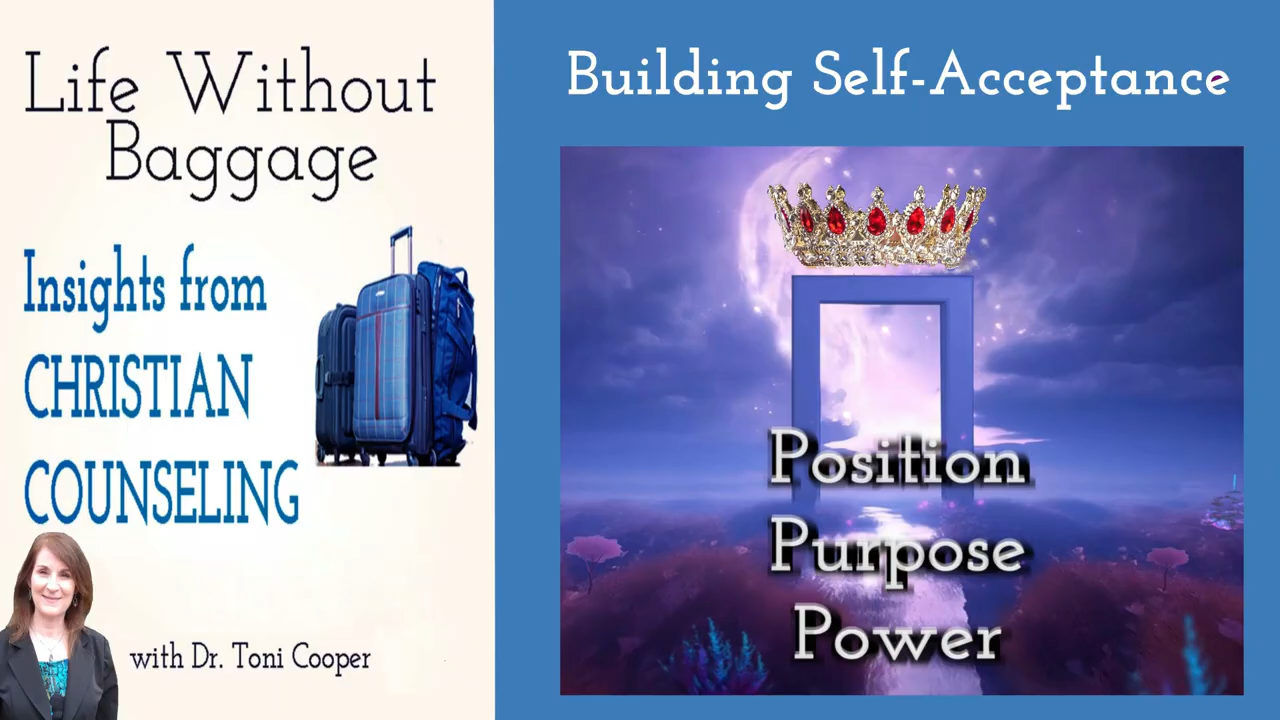 Life Without
Baggage
Insights from
CHRISTIAN
COUNSELING
with Dr. Toni Cooper
Building Self-Acceptance
Position
Purpose
Power